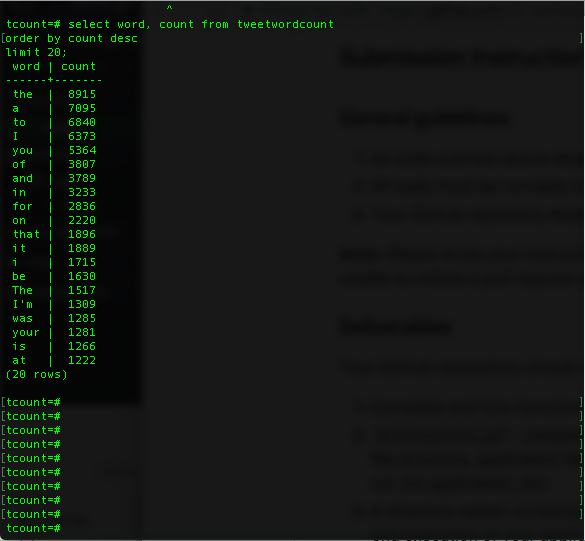 ^
tcount=# select word, count from tweetwordcount
[order by count desc ]
limit 20;
word | count
------+-------
the | 8915
a | 7095
to | 6840
I | 6373
you | 5364
of | 3807
and | 3789
in | 3233
for | 2836
on | 2220
that | 1896
it | 1889
i | 1715
be | 1630
The | 1517
I'm | 1309
was | 1285
your | 1281
is | 1266
at | 1222
(20 rows)
[tcount=# ]
[tcount=# ]
[tcount=# ]
[tcount=# ]
[tcount=# ]
[tcount=# ]
[tcount=# ]
[tcount=# ]
[tcount=# ]
tcount=#
Submission Instruction
General guidelines
Deliverables